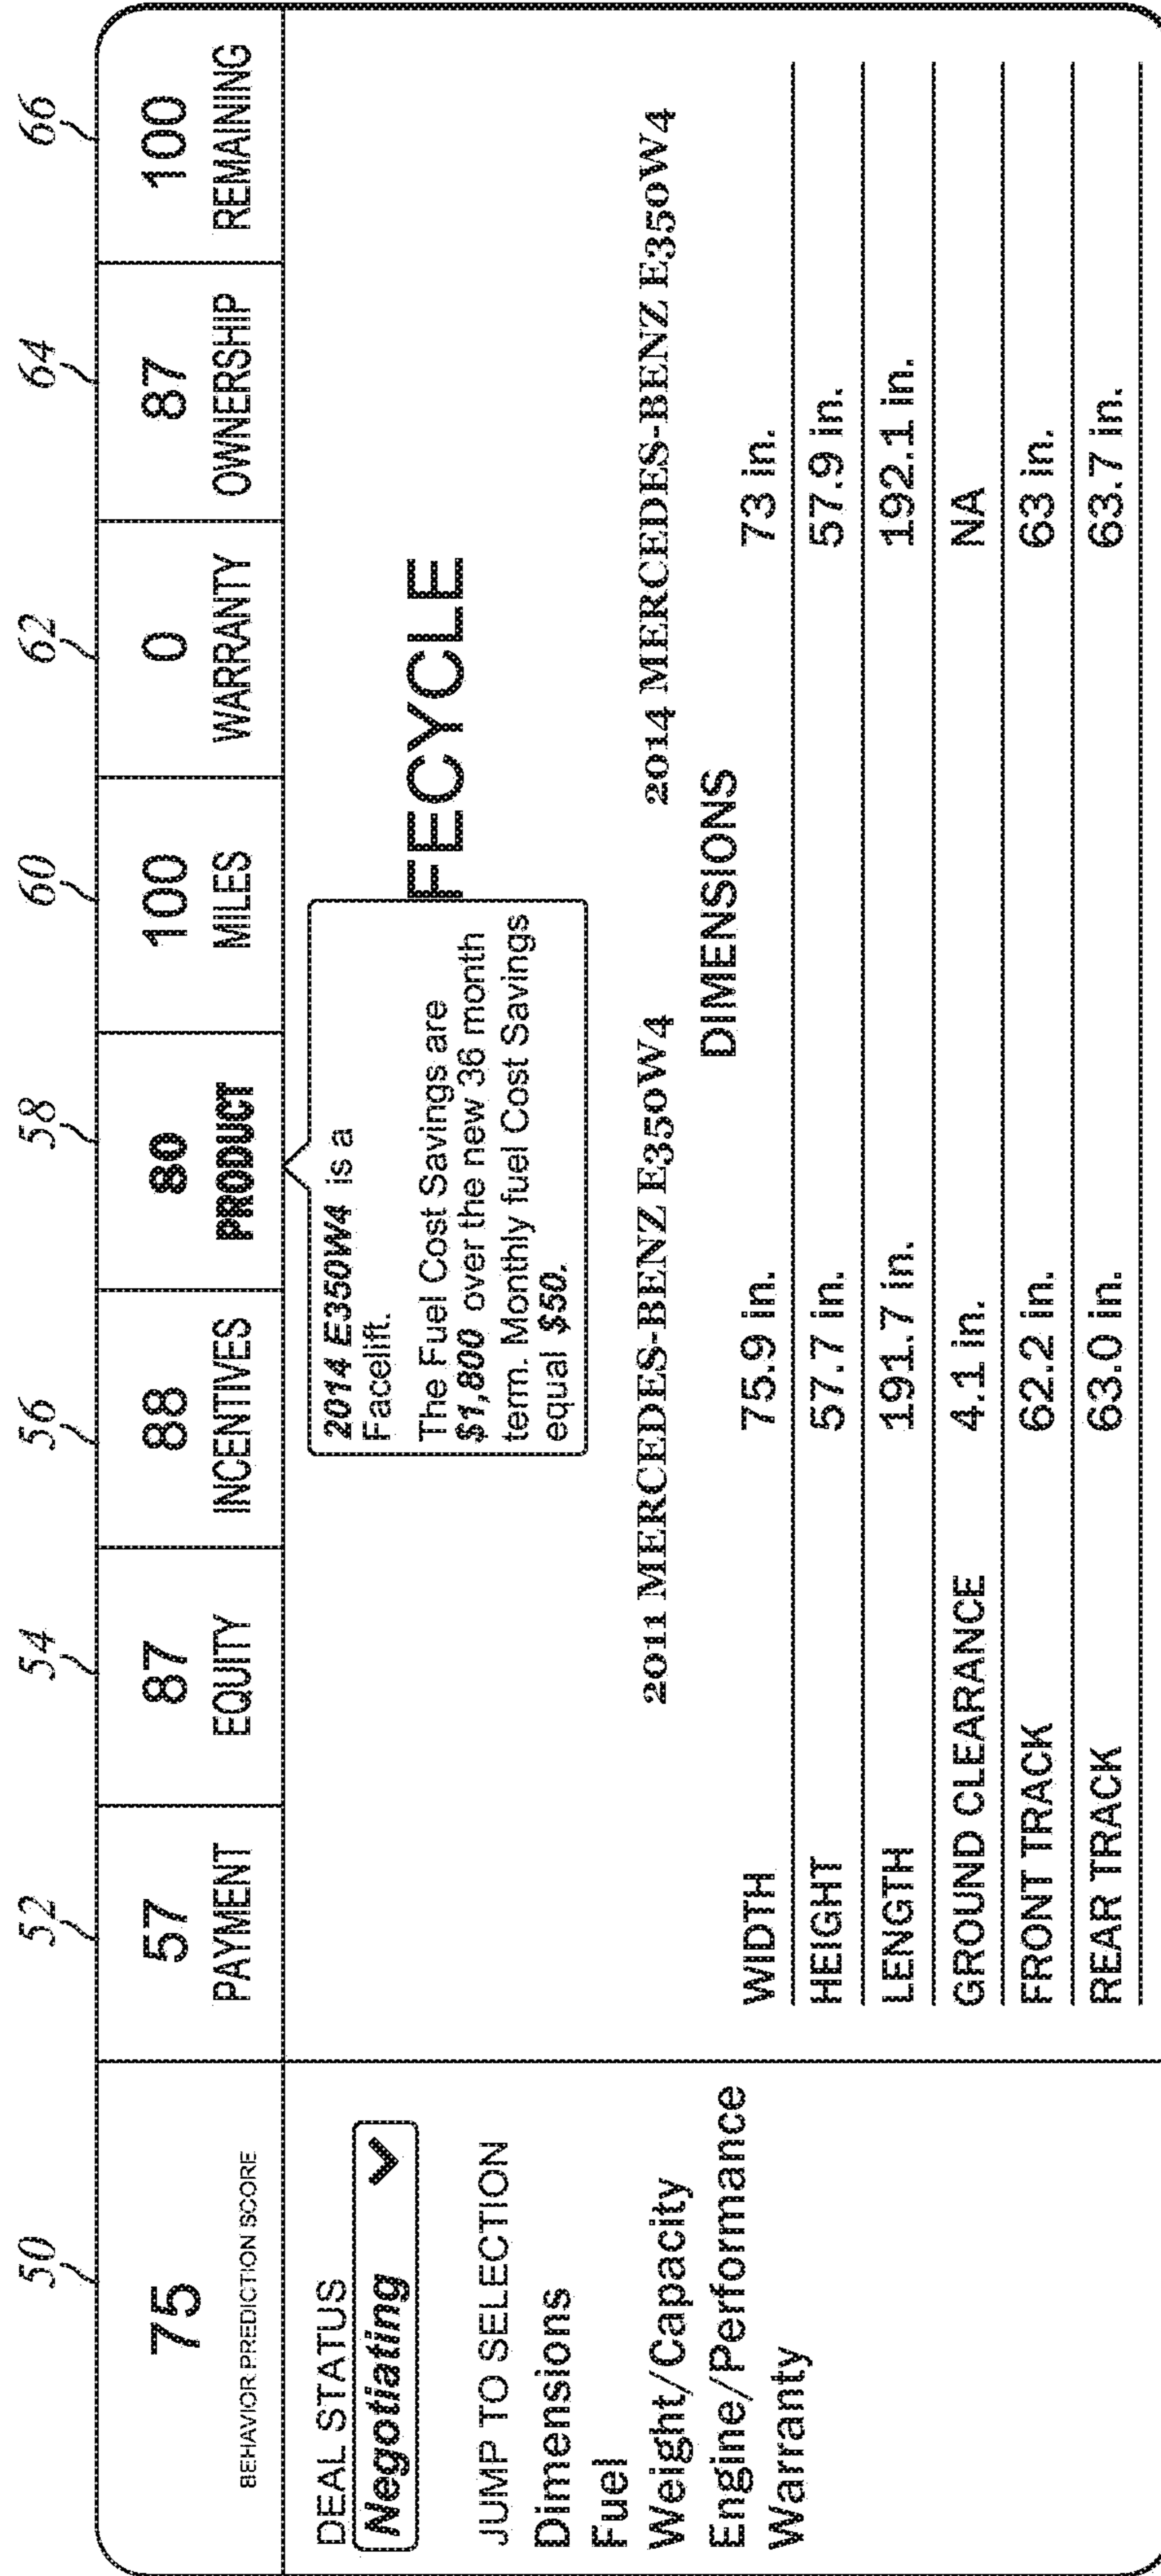 50 52 54 56 58 60 62 64 66
75 57 87 88 80 100 0 87 100
BEHAVIOR PREDICTION SCORE PAYMENT EQUITY INCENTIVES PRODUCT MILES WARRANTY OWNERSHIP REMAINING
DEAL STATUS
Negotiating
JUMP TO SELECTION
Dimensions
Fuel
Weight/Capacity
Engine/Performance
Warranty
2014 E350W4 is a
Facelift.
The Fuel Cost Savings are
$1,800 over the new 36 month
term. Monthly fuel Cost Savings
equal $50.
FECYCLE
2011 MERCEDES-BENZ E350W4 2014 MERCEDES-BENZ E350W4
DIMENSIONS
WIDTH 75.9 in. 73 in.
HEIGHT 57.7 in. 57.9 in.
LENGTH 191.7 in. 192.1 in.
GROUND CLEARANCE 4.1 in. NA
FRONT TRACK 62.2 in. 63 in.
REAR TRACK 63.0 in. 63.7 in.